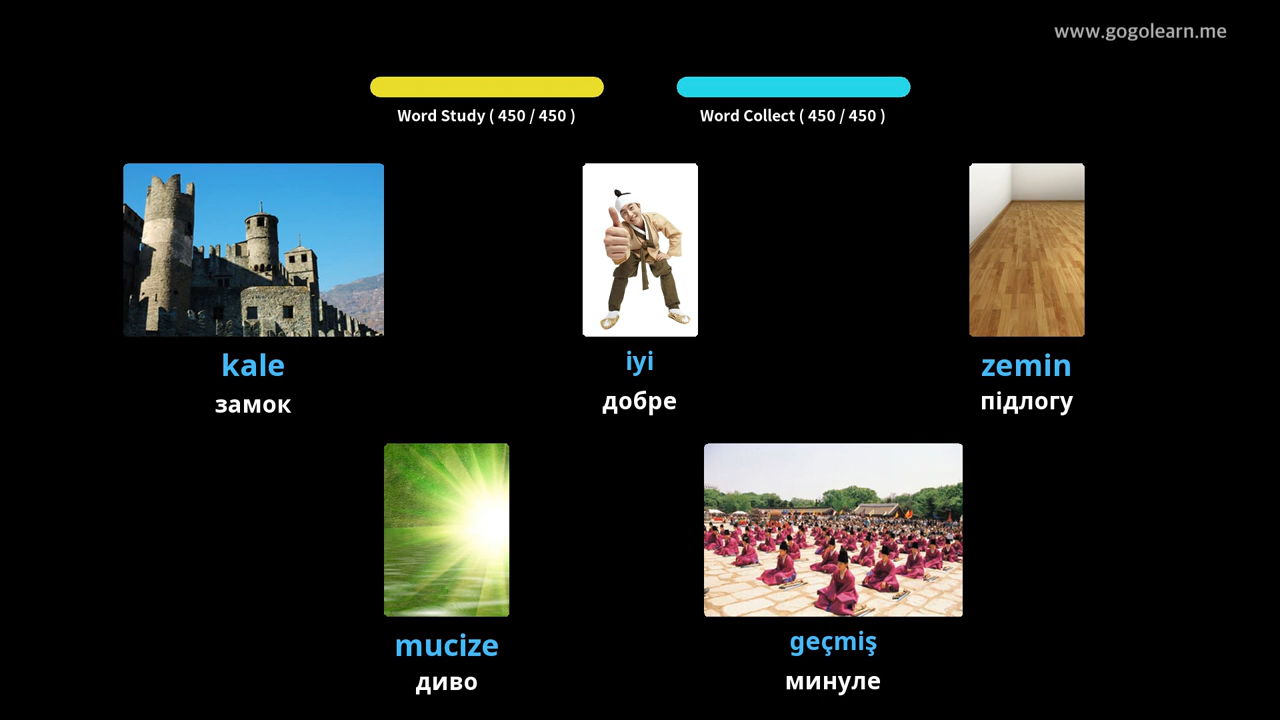 www.gogolearn.me
Word Study ( 450 / 450 )
Word Collect ( 450 / 450 )
kale
замок
iyi
добре
zemin
підлогу
mucize
диво
geçmiş
минуле